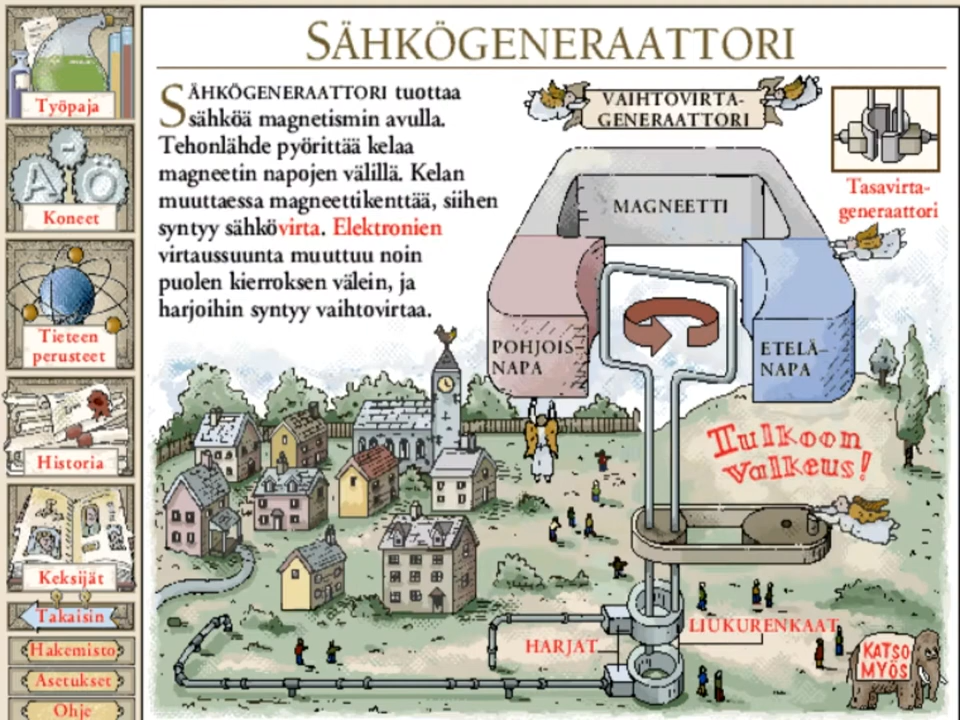 SÄHKÖGENERAATTORI
SÄHKÖGENERAATTORI tuottaa
sähköä magnetismin avulla.
Tehonlähde pyörittää kelaa
magneetin napojen välillä. Kelan
muuttaessa magneettikenttää, siihen
syntyy sähkövirta. Elektronien
virtaussuunta muuttuu noin
puolen kierroksen välein, ja
harjoihin syntyy vaihtovirtaa.
VAIHTOVIRTA-
GENERAATTORI
Tasavirta-
generaattori
MAGNEETTI
POHJOIS-
NAPA
ETELÄ-
NAPA
Tulkoon
valkeus!
HARJAT
LIUKURENKAAT
KATSO
MYÖS
Työpaja
A - Ö
Koneet
Tieteen
perusteet
Historia
Keksijät
Takaisin
Hakemisto
Asetukset
Ohje